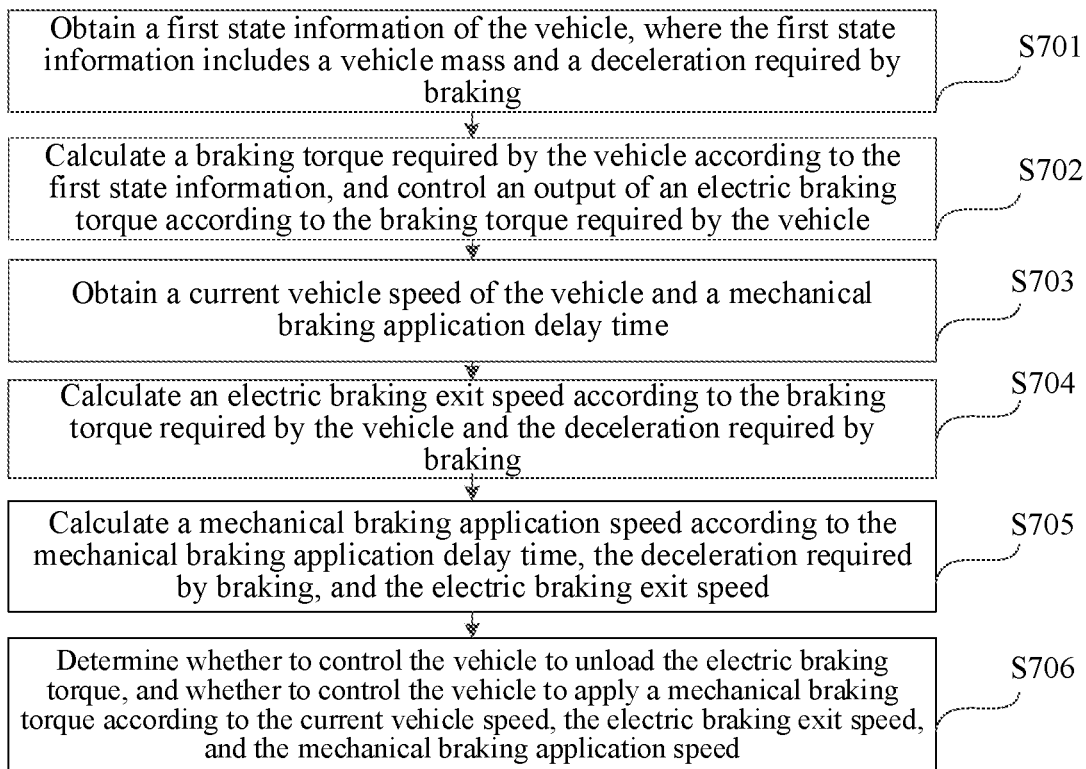 Obtain a first state information of the vehicle, where the first state
information includes a vehicle mass and a deceleration required by
braking
S701
Calculate a braking torque required by the vehicle according to the
first state information, and control an output of an electric braking
torque according to the braking torque required by the vehicle
S702
Obtain a current vehicle speed of the vehicle and a mechanical
braking application delay time
S703
Calculate an electric braking exit speed according to the braking
torque required by the vehicle and the deceleration required by
braking
S704
Calculate a mechanical braking application speed according to the
mechanical braking application delay time, the deceleration required
by braking, and the electric braking exit speed
S705
Determine whether to control the vehicle to unload the electric braking
torque, and whether to control the vehicle to apply a mechanical braking
torque according to the current vehicle speed, the electric braking exit speed,
and the mechanical braking application speed
S706